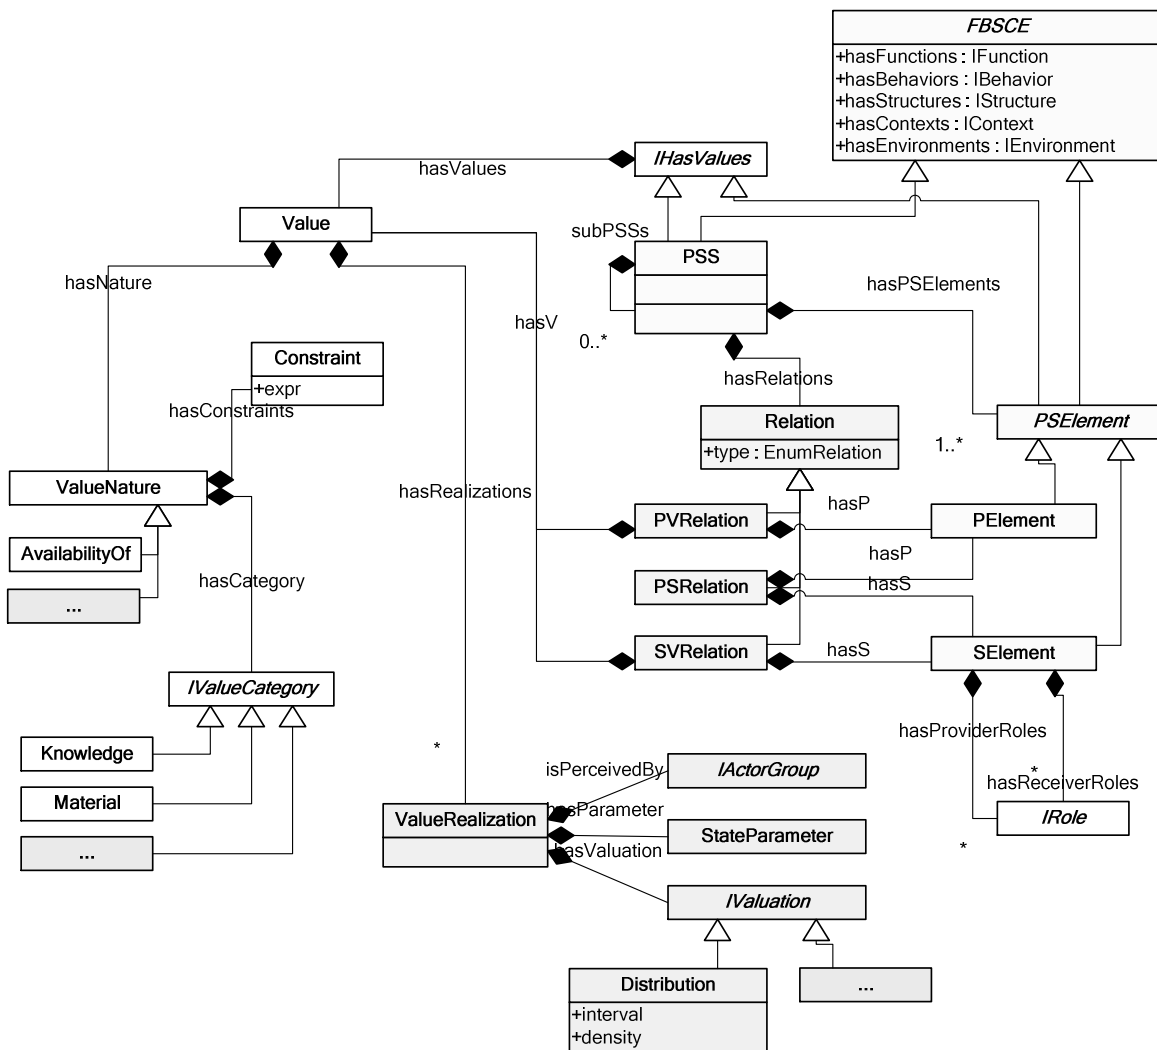 FBSCE
+hasFunctions : IFunction
+hasBehaviors : IBehavior
+hasStructures : IStructure
+hasContexts : IContext
+hasEnvironments : IEnvironment
IHasValues
hasValues
Value
subPSSs
PSS
hasNature
hasPSElements
hasV
0..*
Constraint
+expr
hasRelations
hasConstraints
Relation
+type : EnumRelation
PSElement
1..*
ValueNature
hasRealizations
hasP
PVRelation
PElement
AvailabilityOf
hasP
hasCategory
PSRelation
hasS
...
SVRelation
hasS
SElement
IValueCategory
hasProviderRoles
Knowledge
*
isPerceivedBy
IActorGroup
*
hasReceiverRoles
Material
hasParameter
ValueRealization
IRole
StateParameter
*
...
hasValuation
IValuation
Distribution
+interval
+density
...